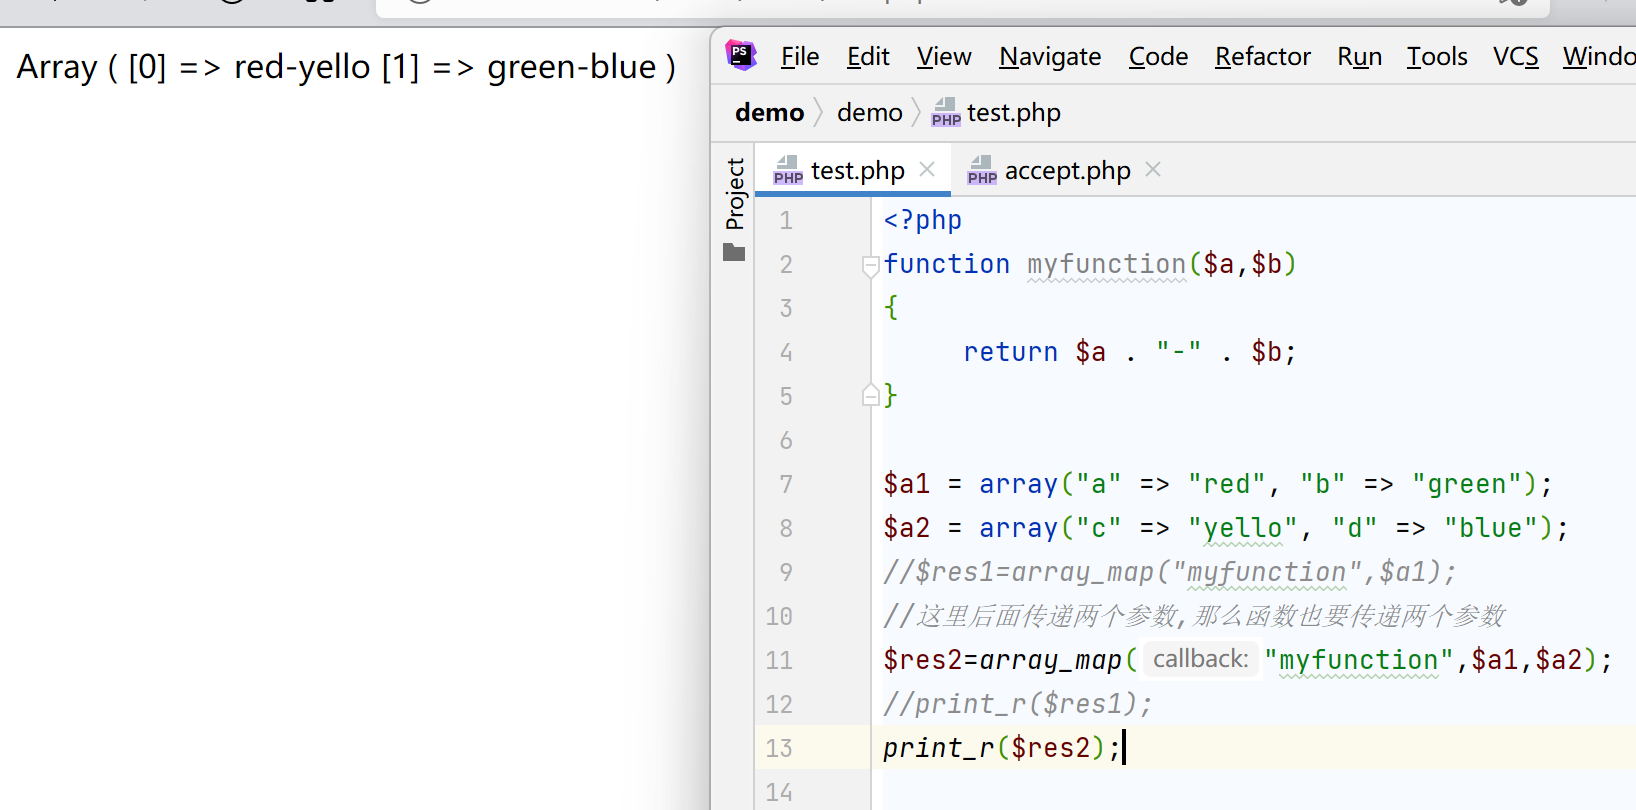 Array ( [0] => red-yello [1] => green-blue )
PS
File Edit View Navigate Code Refactor Run Tools VCS Windo
demo demo PHP test.php
Project
PHP test.php PHP accept.php
1 <?php
2 function myfunction($a,$b)
3 {
4 return $a . "-" . $b;
5 }
6
7 $a1 = array("a" => "red", "b" => "green");
8 $a2 = array("c" => "yello", "d" => "blue");
9 //$res1=array_map("myfunction",$a1);
10 //这里后面传递两个参数,那么函数也要传递两个参数
11 $res2=array_map( callback: "myfunction",$a1,$a2);
12 //print_r($res1);
13 print_r($res2);
14